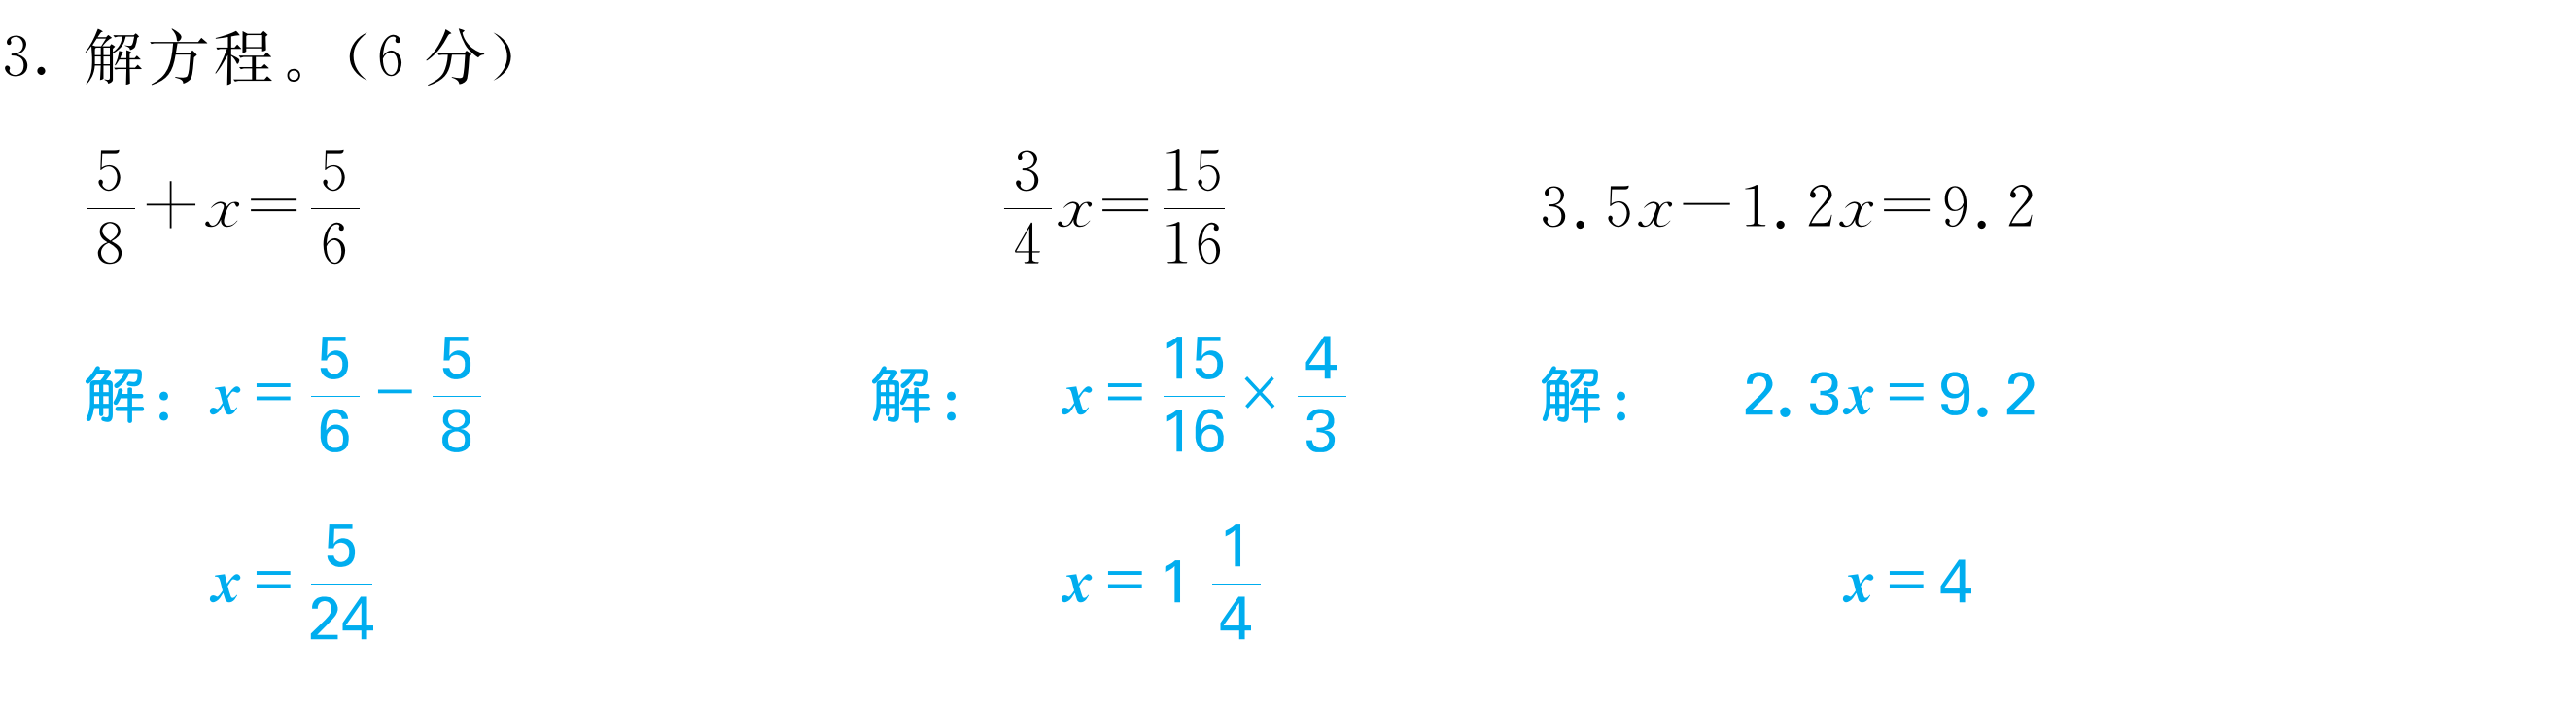 3. 解方程。(6 分)
5/8+x=5/6 3/4x=15/16 3.5x-1.2x=9.2
解: x=5/6-5/8 解: x=15/16×4/3 解: 2.3x=9.2
x=5/24 x=1 1/4 x=4